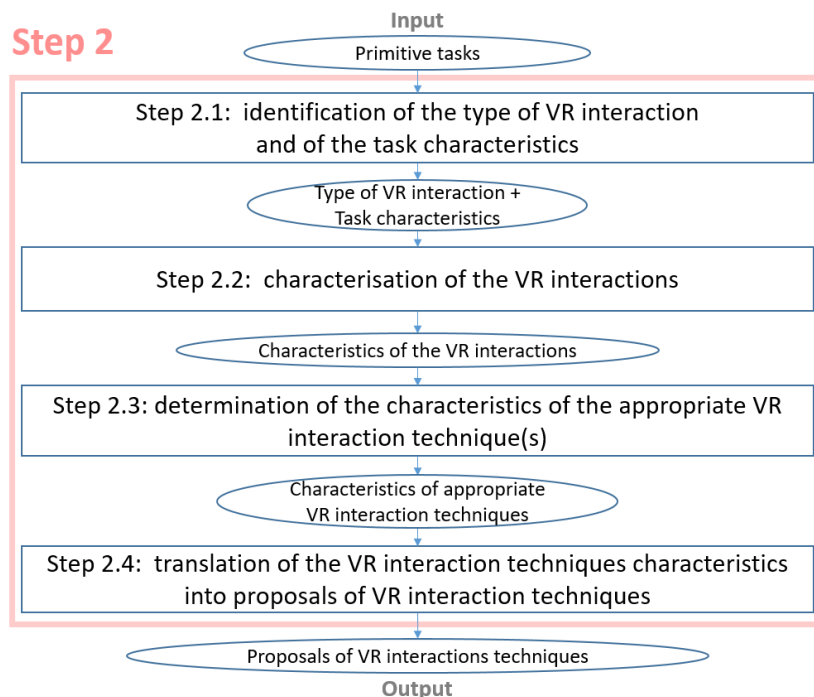 Input
Step 2
Primitive tasks
Step 2.1: identification of the type of VR interaction
and of the task characteristics
Type of VR interaction +
Task characteristics
Step 2.2: characterisation of the VR interactions
Characteristics of the VR interactions
Step 2.3: determination of the characteristics of the appropriate VR
interaction technique(s)
Characteristics of appropriate
VR interaction techniques
Step 2.4: translation of the VR interaction techniques characteristics
into proposals of VR interaction techniques
Proposals of VR interactions techniques
Output